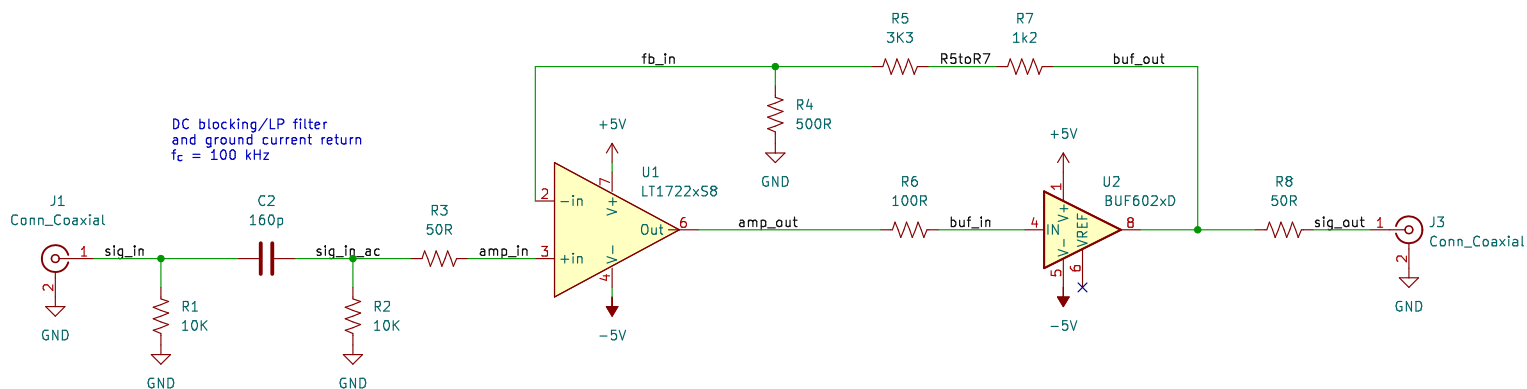 R5
3K3
R7
1k2
fb_in
R5toR7
buf_out
R4
500R
GND
DC blocking/LP filter
and ground current return
fc = 100 kHz
+5V
+5V
J1
Conn_Coaxial
C2
160p
R3
50R
U1
LT1722xS8
2
-in
7
V+
Out
6
3
+in
V-
4
-5V
amp_out
R6
100R
buf_in
U2
BUF602xD
1
V+
4
IN
VREF
V-
5
6
8
-5V
R8
50R
sig_out
1
J3
Conn_Coaxial
2
GND
1
sig_in
sig_in_ac
amp_in
2
GND
R1
10K
GND
R2
10K
GND